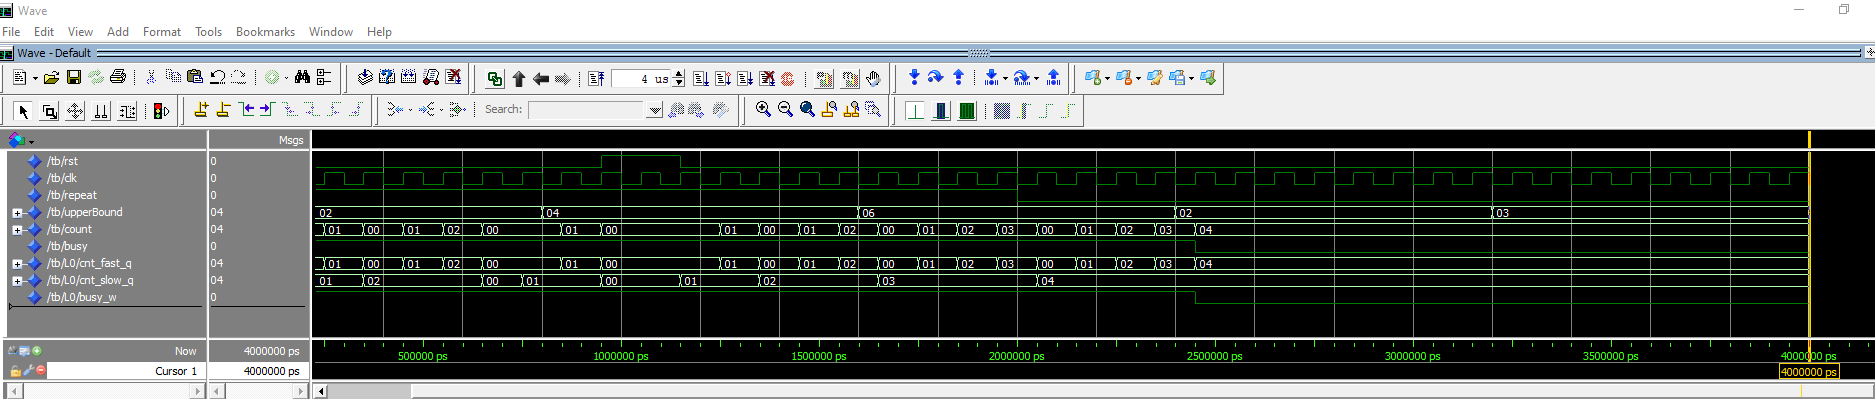 Wave
File Edit View Add Format Tools Bookmarks Window Help
Wave - Default
4 us
Search:
Msgs
/tb/rst 0
/tb/clk 0
/tb/repeat 0
/tb/upperBound 04 02 04 06 02 03
/tb/count 04 01 00 01 02 00 01 00 01 00 01 02 00 01 02 03 00 01 02 03 04
/tb/busy 0
/tb/L0/cnt_fast_q 04 01 00 01 02 00 01 00 01 00 01 02 00 01 02 03 00 01 02 03 04
/tb/L0/cnt_slow_q 04 01 02 00 01 00 01 02 03 04
/tb/L0/busy_w 0
Now 4000000 ps 500000 ps 1000000 ps 1500000 ps 2000000 ps 2500000 ps 3000000 ps 3500000 ps 4000000 ps
Cursor 1 4000000 ps 4000000 ps